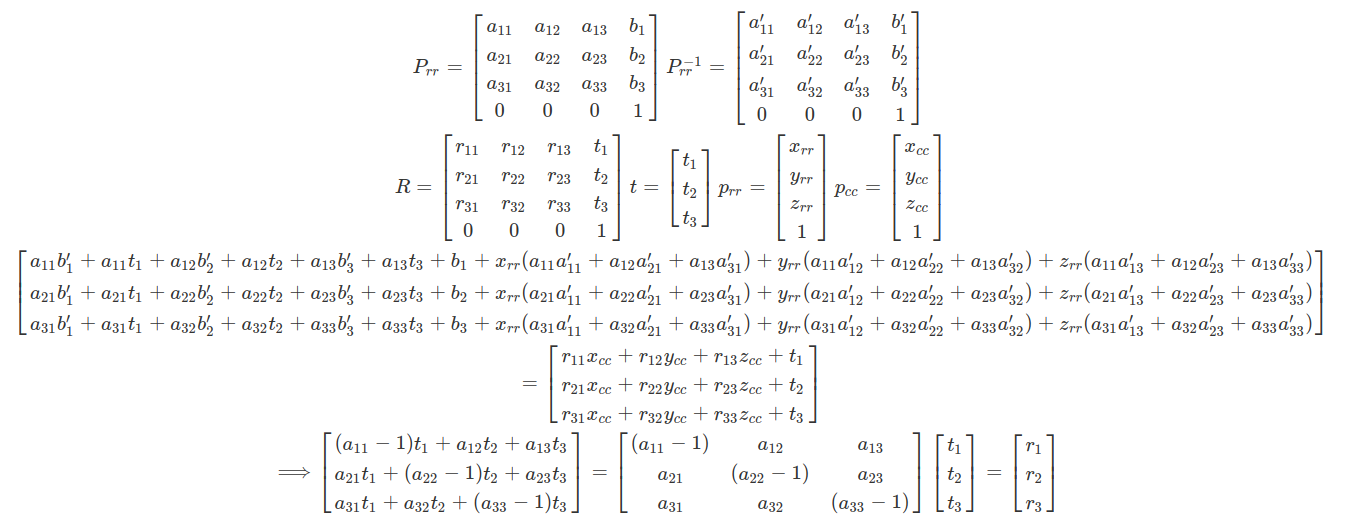 P_{rr} = \begin{bmatrix} a_{11} & a_{12} & a_{13} & b_1 \\ a_{21} & a_{22} & a_{23} & b_2 \\ a_{31} & a_{32} & a_{33} & b_3 \\ 0 & 0 & 0 & 1 \end{bmatrix} P_{rr}^{-1} = \begin{bmatrix} a'_{11} & a'_{12} & a'_{13} & b'_1 \\ a'_{21} & a'_{22} & a'_{23} & b'_2 \\ a'_{31} & a'_{32} & a'_{33} & b'_3 \\ 0 & 0 & 0 & 1 \end{bmatrix}
R = \begin{bmatrix} r_{11} & r_{12} & r_{13} & t_1 \\ r_{21} & r_{22} & r_{23} & t_2 \\ r_{31} & r_{32} & r_{33} & t_3 \\ 0 & 0 & 0 & 1 \end{bmatrix} t = \begin{bmatrix} t_1 \\ t_2 \\ t_3 \end{bmatrix} p_{rr} = \begin{bmatrix} x_{rr} \\ y_{rr} \\ z_{rr} \\ 1 \end{bmatrix} p_{cc} = \begin{bmatrix} x_{cc} \\ y_{cc} \\ z_{cc} \\ 1 \end{bmatrix}
\begin{bmatrix} a_{11}b'_1 + a_{11}t_1 + a_{12}b'_2 + a_{12}t_2 + a_{13}b'_3 + a_{13}t_3 + b_1 + x_{rr}(a_{11}a'_{11} + a_{12}a'_{21} + a_{13}a'_{31}) + y_{rr}(a_{11}a'_{12} + a_{12}a'_{22} + a_{13}a'_{32}) + z_{rr}(a_{11}a'_{13} + a_{12}a'_{23} + a_{13}a'_{33}) \\ a_{21}b'_1 + a_{21}t_1 + a_{22}b'_2 + a_{22}t_2 + a_{23}b'_3 + a_{23}t_3 + b_2 + x_{rr}(a_{21}a'_{11} + a_{22}a'_{21} + a_{23}a'_{31}) + y_{rr}(a_{21}a'_{12} + a_{22}a'_{22} + a_{23}a'_{32}) + z_{rr}(a_{21}a'_{13} + a_{22}a'_{23} + a_{23}a'_{33}) \\ a_{31}b'_1 + a_{31}t_1 + a_{32}b'_2 + a_{32}t_2 + a_{33}b'_3 + a_{33}t_3 + b_3 + x_{rr}(a_{31}a'_{11} + a_{32}a'_{21} + a_{33}a'_{31}) + y_{rr}(a_{31}a'_{12} + a_{32}a'_{22} + a_{33}a'_{32}) + z_{rr}(a_{31}a'_{13} + a_{32}a'_{23} + a_{33}a'_{33}) \end{bmatrix}
= \begin{bmatrix} r_{11}x_{cc} + r_{12}y_{cc} + r_{13}z_{cc} + t_1 \\ r_{21}x_{cc} + r_{22}y_{cc} + r_{23}z_{cc} + t_2 \\ r_{31}x_{cc} + r_{32}y_{cc} + r_{33}z_{cc} + t_3 \end{bmatrix}
\implies \begin{bmatrix} (a_{11} - 1)t_1 + a_{12}t_2 + a_{13}t_3 \\ a_{21}t_1 + (a_{22} - 1)t_2 + a_{23}t_3 \\ a_{31}t_1 + a_{32}t_2 + (a_{33} - 1)t_3 \end{bmatrix} = \begin{bmatrix} (a_{11} - 1) & a_{12} & a_{13} \\ a_{21} & (a_{22} - 1) & a_{23} \\ a_{31} & a_{32} & (a_{33} - 1) \end{bmatrix} \begin{bmatrix} t_1 \\ t_2 \\ t_3 \end{bmatrix} = \begin{bmatrix} r_1 \\ r_2 \\ r_3 \end{bmatrix}